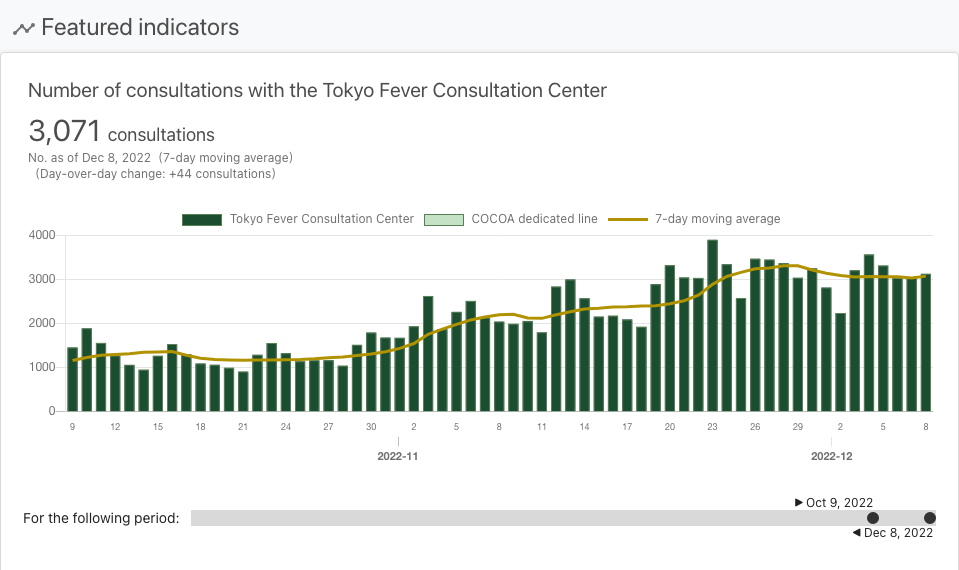 Featured indicators
Number of consultations with the Tokyo Fever Consultation Center
3,071 consultations
No. as of Dec 8, 2022 (7-day moving average)
(Day-over-day change: +44 consultations)
Tokyo Fever Consultation Center COCOA dedicated line 7-day moving average
4000
3000
2000
1000
0
9 12 15 18 21 24 27 30 2 5 8 11 14 17 20 23 26 29 2 5 8
2022-11 2022-12
▶ Oct 9, 2022
For the following period:
◀ Dec 8, 2022